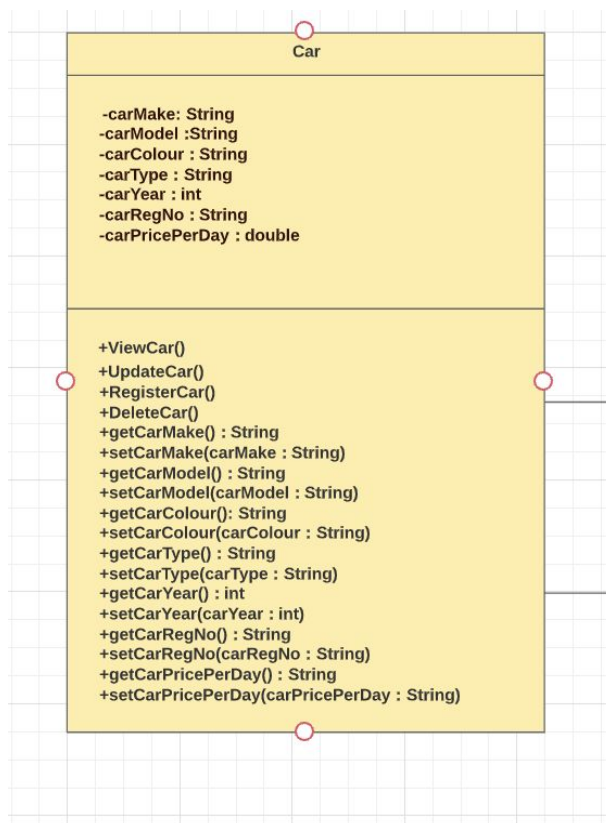 Car
-carMake: String
-carModel :String
-carColour : String
-carType : String
-carYear : int
-carRegNo : String
-carPricePerDay : double
+ViewCar()
+UpdateCar()
+RegisterCar()
+DeleteCar()
+getCarMake() : String
+setCarMake(carMake : String)
+getCarModel() : String
+setCarModel(carModel : String)
+getCarColour(): String
+setCarColour(carColour : String)
+getCarType() : String
+setCarType(carType : String)
+getCarYear() : int
+setCarYear(carYear : int)
+getCarRegNo() : String
+setCarRegNo(carRegNo : String)
+getCarPricePerDay() : String
+setCarPricePerDay(carPricePerDay : String)